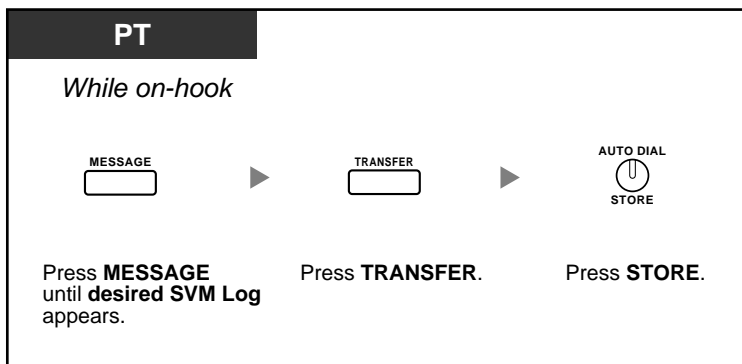 PT
While on-hook
MESSAGE
TRANSFER
AUTO DIAL
STORE
Press MESSAGE
until desired SVM Log
appears.
Press TRANSFER.
Press STORE.